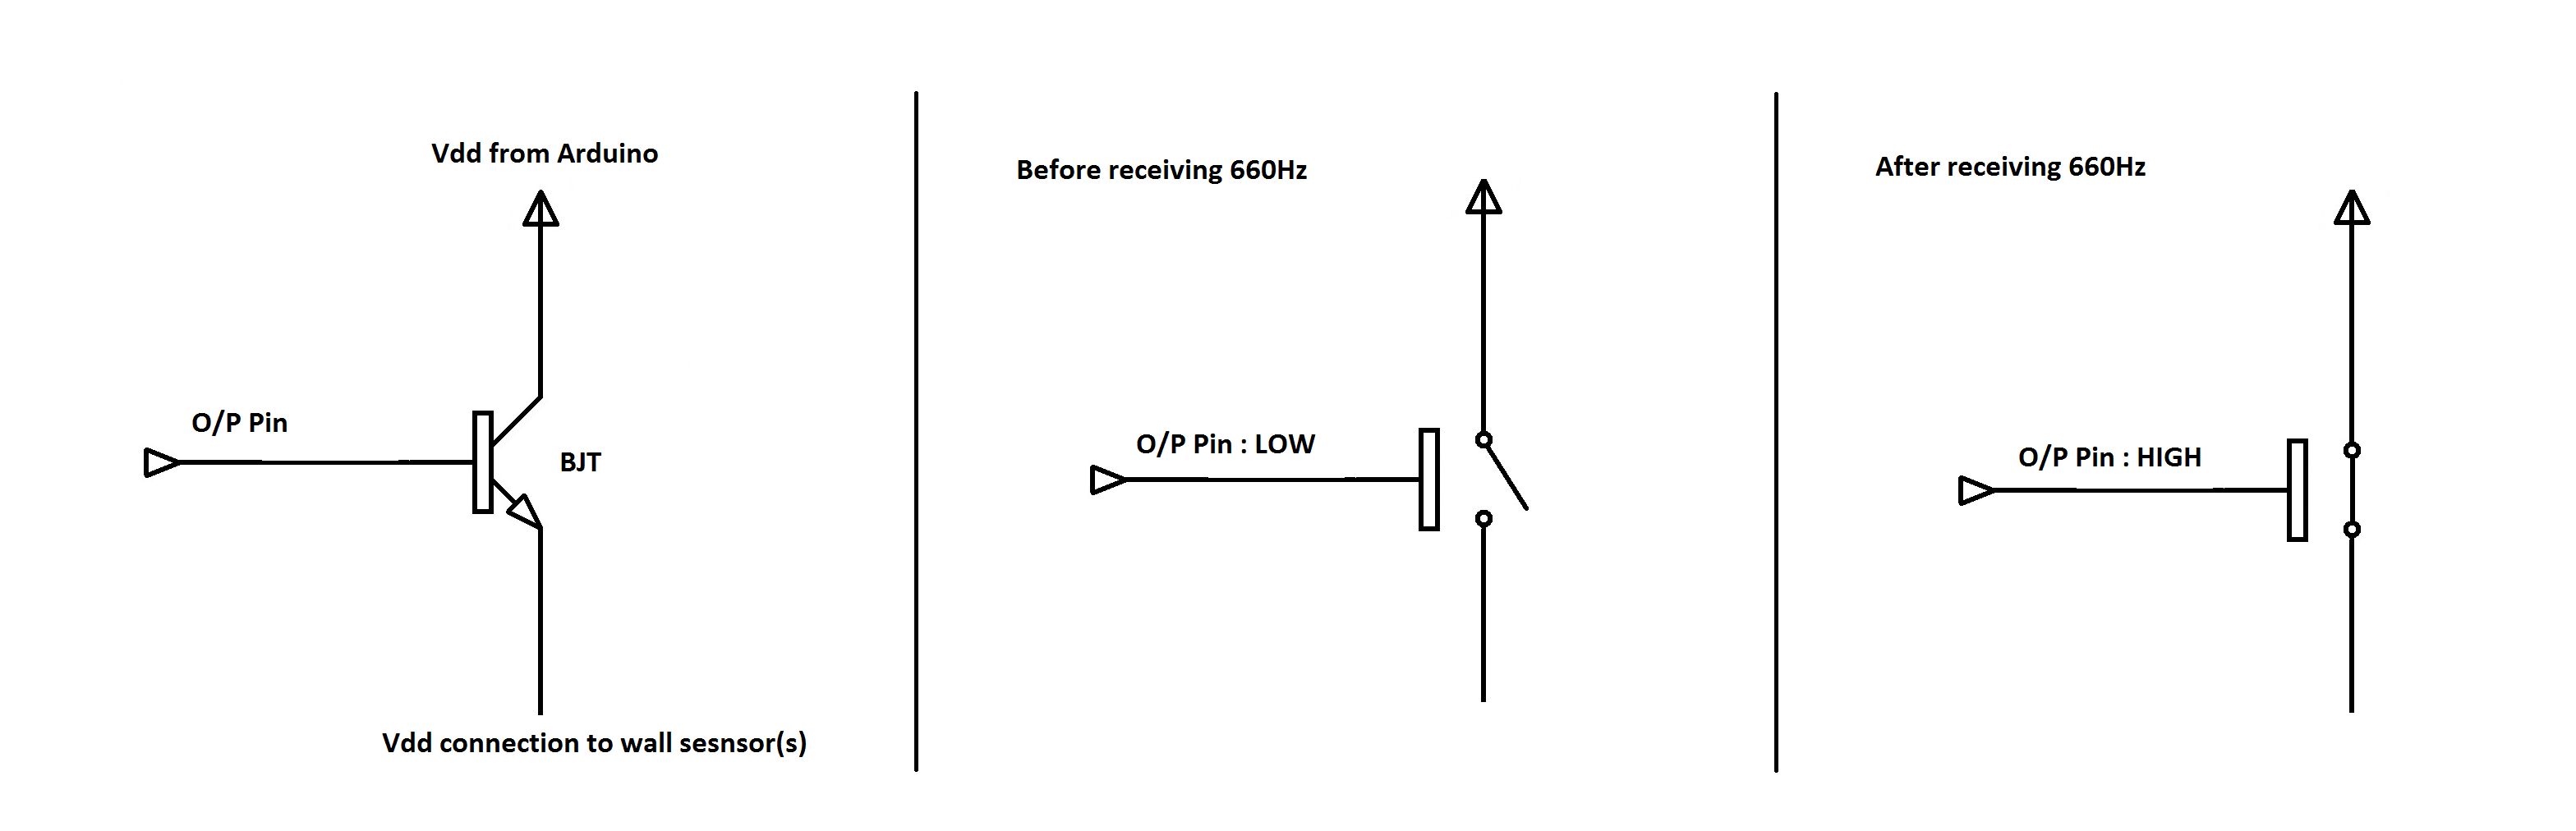 Vdd from Arduino
O/P Pin
BJT
Vdd connection to wall sesnsor(s)
Before receiving 660Hz
O/P Pin : LOW
After receiving 660Hz
O/P Pin : HIGH